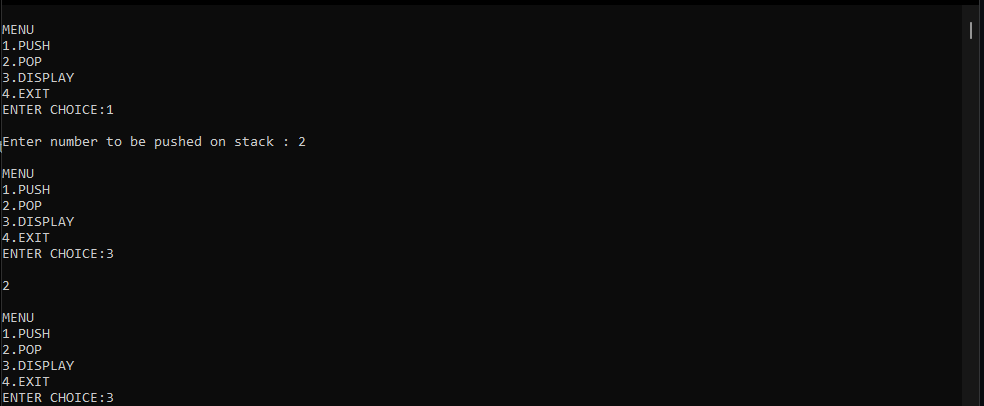 MENU
1.PUSH
2.POP
3.DISPLAY
4.EXIT
ENTER CHOICE:1
Enter number to be pushed on stack : 2
MENU
1.PUSH
2.POP
3.DISPLAY
4.EXIT
ENTER CHOICE:3
2
MENU
1.PUSH
2.POP
3.DISPLAY
4.EXIT
ENTER CHOICE:3